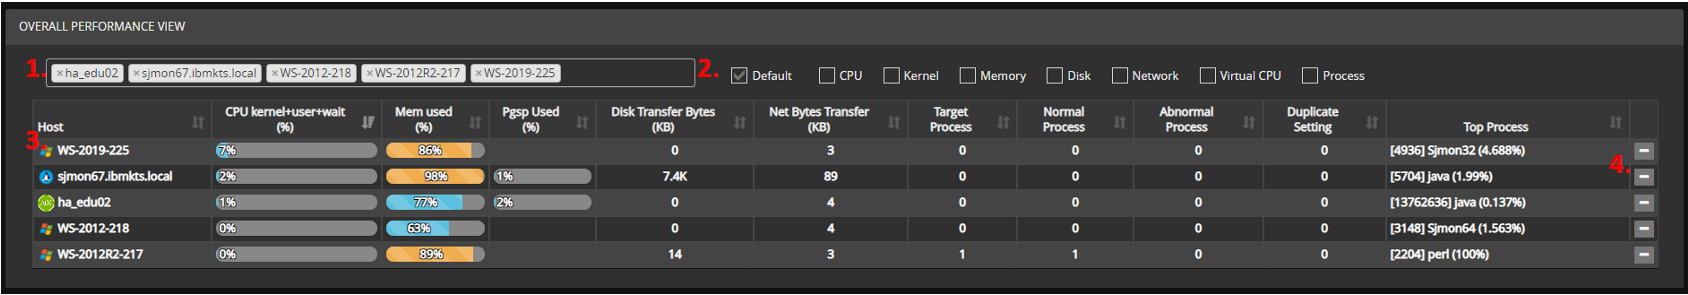 OVERALL PERFORMANCE VIEW
1. ×ha_edu02 ×sjmon67.ibmkts.local ×WS-2012-218 ×WS-2012R2-217 ×WS-2019-225 2. Default CPU Kernel Memory Disk Network Virtual CPU Process
Host CPU kernel+user+wait (%) Mem used (%) Pgsp Used (%) Disk Transfer Bytes (KB) Net Bytes Transfer (KB) Target Process Normal Process Abnormal Process Duplicate Setting Top Process
3. WS-2019-225 7% 86% 0 3 0 0 0 0 [4936] Sjmon32 (4.688%)
sjmon67.ibmkts.local 2% 98% 1% 7.4K 89 0 0 0 0 [5704] java (1.99%) 4.
ha_edu02 1% 77% 2% 0 4 0 0 0 0 [13762636] java (0.137%)
WS-2012-218 0% 63% 0 4 0 0 0 0 [3148] Sjmon64 (1.563%)
WS-2012R2-217 0% 89% 14 3 1 1 0 0 [2204] perl (100%)